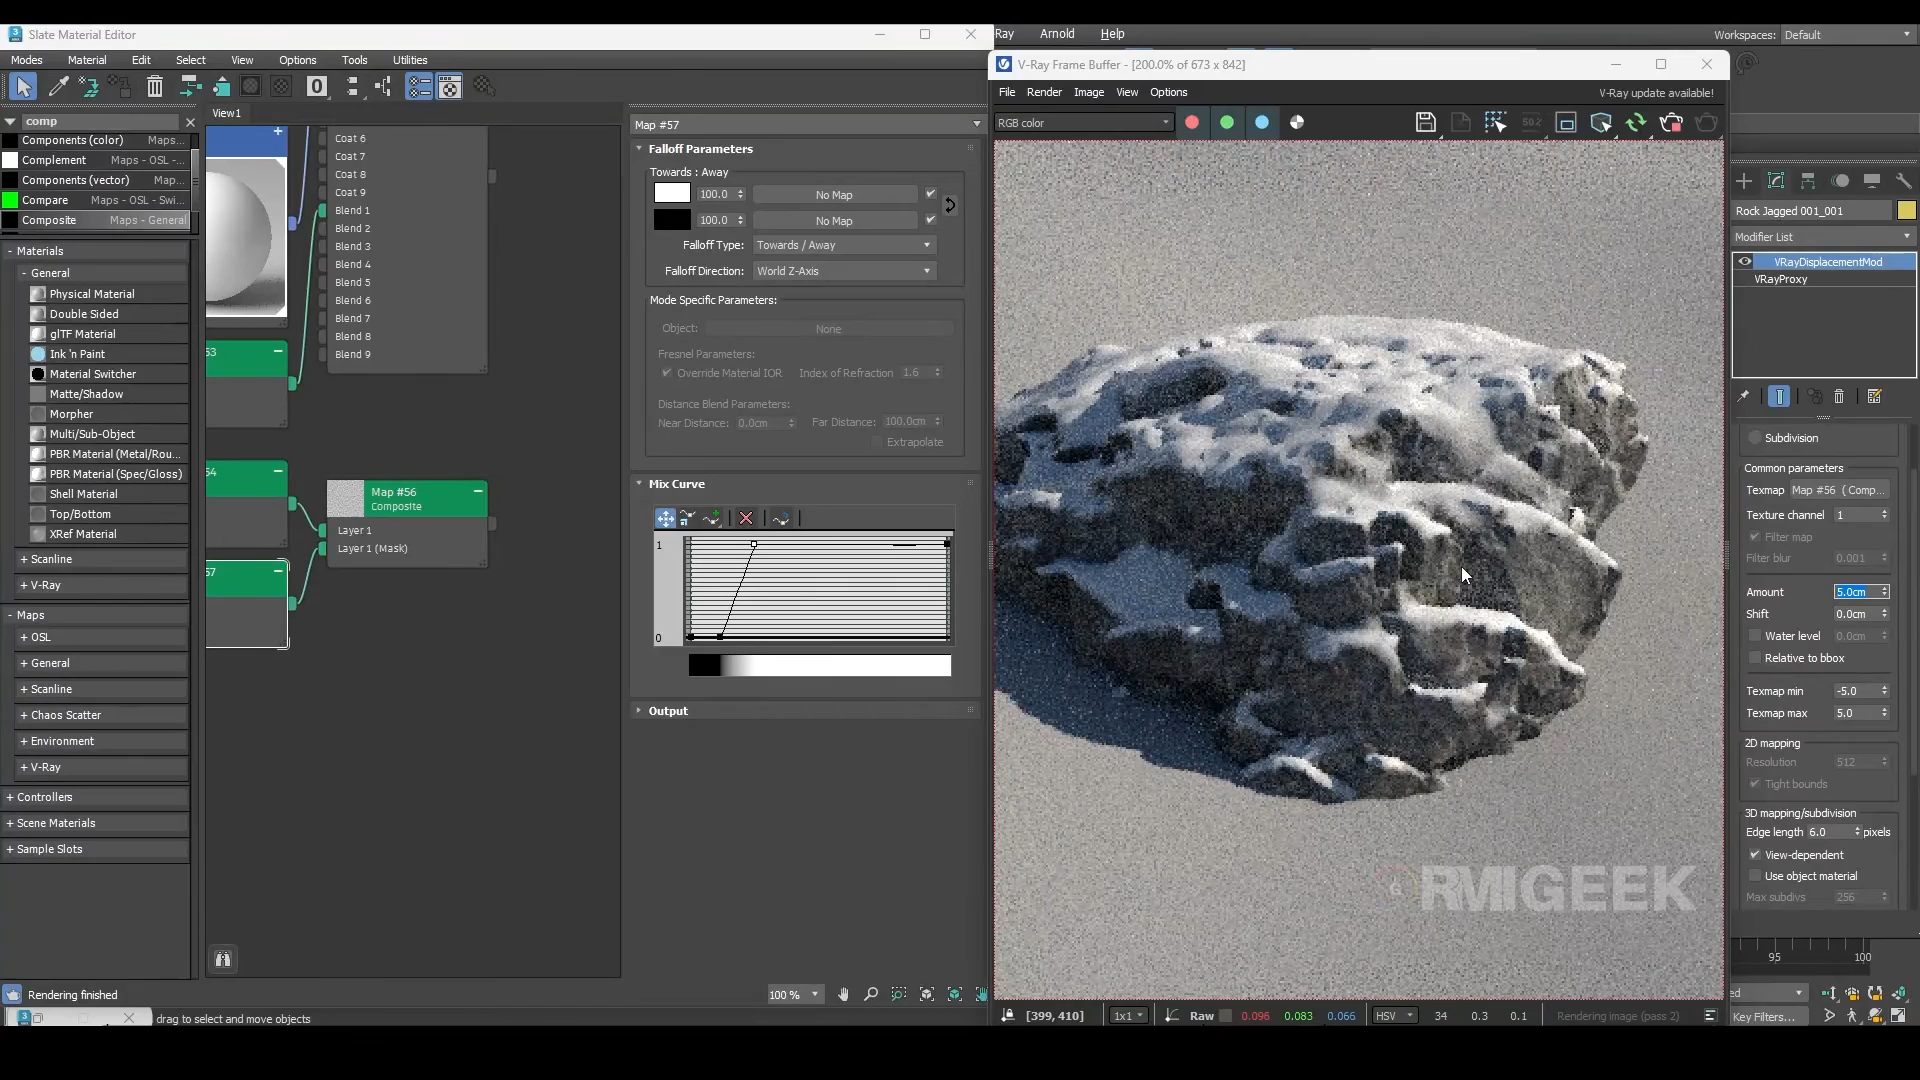 Slate Material Editor
Modes Material Edit Select View Options Tools Utilities
comp
Components (color) Maps...
Complement Maps - OSL -...
Components (vector) Map...
Compare Maps - OSL - Swi...
Composite Maps - General
- Materials
- General
Physical Material
Double Sided
glTF Material
Ink 'n Paint
Material Switcher
Matte/Shadow
Morpher
Multi/Sub-Object
PBR Material (Metal/Rou...
PBR Material (Spec/Gloss)
Shell Material
Top/Bottom
XRef Material
+ Scanline
+ V-Ray
- Maps
+ OSL
+ General
+ Scanline
+ Chaos Scatter
+ Environment
+ V-Ray
+ Controllers
+ Scene Materials
+ Sample Slots
Rendering finished
drag to select and move objects
View1
Coat 6
Coat 7
Coat 8
Coat 9
Blend 1
Blend 2
Blend 3
Blend 4
Blend 5
Blend 6
Blend 7
Blend 8
Blend 9
53
54
57
Map #56
Composite
Layer 1
Layer 1 (Mask)
100 %
Map #57
Falloff Parameters
Towards : Away
100.0 No Map
100.0 No Map
Falloff Type: Towards / Away
Falloff Direction: World Z-Axis
Mode Specific Parameters:
Object: None
Fresnel Parameters:
Override Material IOR Index of Refraction 1.6
Distance Blend Parameters:
Near Distance: 0.0cm Far Distance: 100.0cm
Extrapolate
Mix Curve
1
0
Output
Ray Arnold Help
Workspaces: Default
V-Ray Frame Buffer - [200.0% of 673 x 842]
File Render Image View Options
V-Ray update available!
RGB color
RMIGEEK
[399, 410] 1x1 Raw 0.096 0.083 0.066 HSV 34 0.3 0.1 Rendering image (pass 2)
Rock Jagged 001_001
Modifier List
VRayDisplacementMod
VRayProxy
Subdivision
Common parameters
Texmap Map #56 ( Comp...
Texture channel 1
Filter map
Filter blur 0.001
Amount 5.0cm
Shift 0.0cm
Water level 0.0cm
Relative to bbox
Texmap min -5.0
Texmap max 5.0
2D mapping
Resolution 512
Tight bounds
3D mapping/subdivision
Edge length 6.0 pixels
View-dependent
Use object material
Max subdivs 256
95 100
ed
Key Filters...